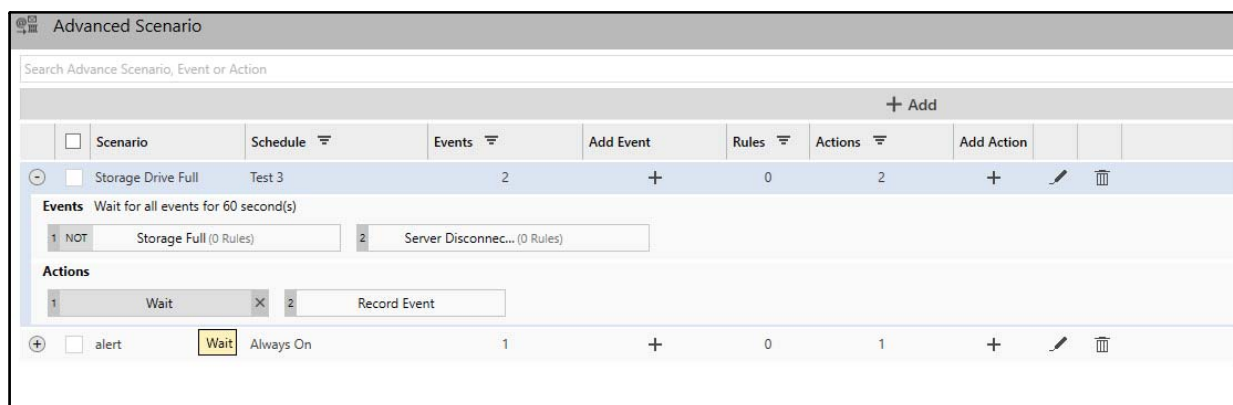 Advanced Scenario
Search Advance Scenario, Event or Action
+ Add
Scenario Schedule Events Add Event Rules Actions Add Action
Storage Drive Full Test 3 2 + 0 2 +
Events Wait for all events for 60 second(s)
1 NOT Storage Full (0 Rules) 2 Server Disconnec... (0 Rules)
Actions
1 Wait × 2 Record Event
alert Wait Always On 1 + 0 1 +